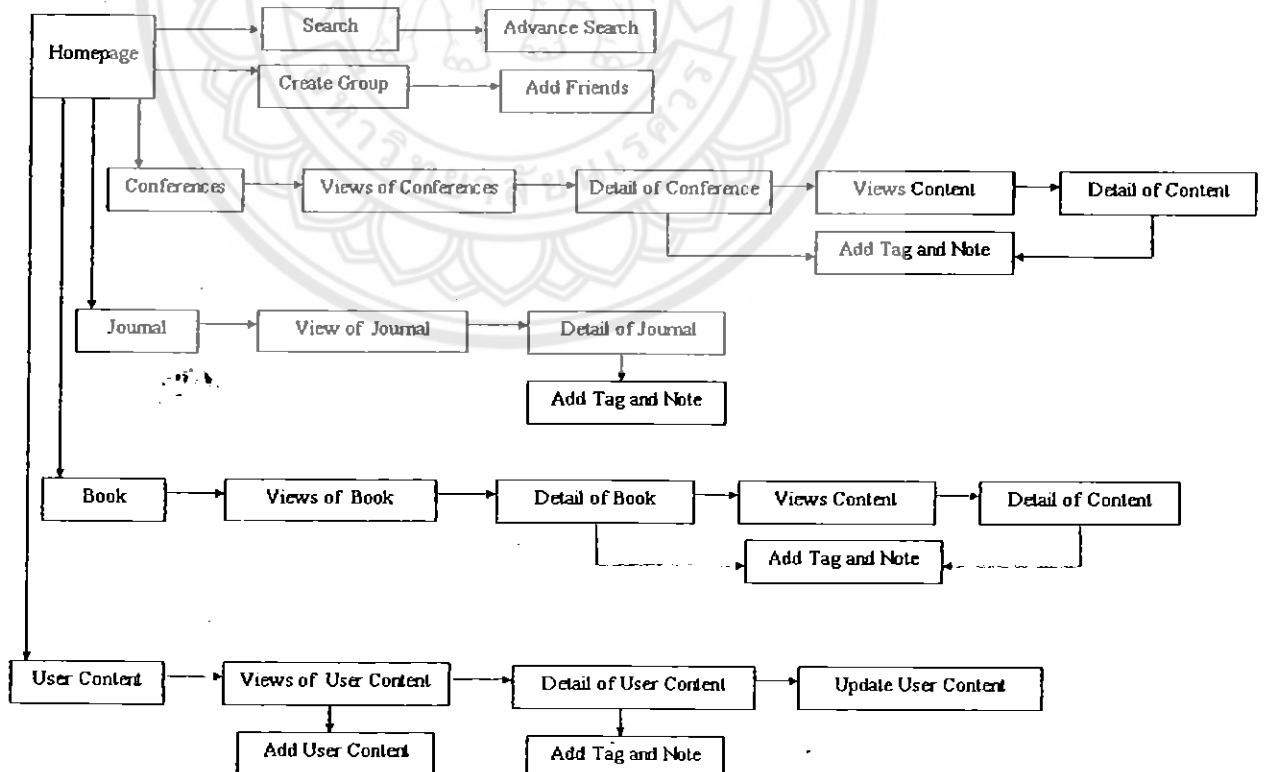 Homepage
Search
Advance Search
Create Group
Add Friends
Conferences
Views of Conferences
Detail of Conference
Views Content
Detail of Content
Add Tag and Note
Journal
View of Journal
Detail of Journal
Add Tag and Note
Book
Views of Book
Detail of Book
Views Content
Detail of Content
Add Tag and Note
User Content
Views of User Content
Detail of User Content
Update User Content
Add User Content
Add Tag and Note